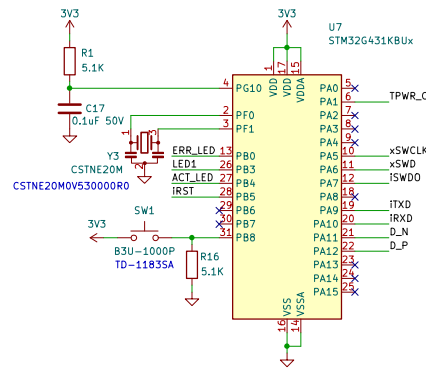 3V3
3V3
U7
STM32G431KBUx
R1
5.1K
C17
0.1uF 50V
1
17
15
VDD
VDD
VDDA
4
PG10
2
PF0
3
PF1
1
3
2
Y3
CSTNE20M
CSTNE20M0V530000R0
ERR_LED
13
PB0
LED1
26
PB3
ACT_LED
27
PB4
iRST
28
PB5
29
PB6
30
PB7
31
PB8
PA0
5
PA1
6
TPWR_
PA2
7
PA3
8
PA4
9
PA5
10
xSWCLK
PA6
11
xSWD
PA7
12
iSWDO
PA8
18
PA9
19
iTXD
PA10
20
iRXD
PA11
21
D_N
PA12
22
D_P
PA13
23
PA14
24
PA15
25
3V3
SW1
B3U-1000P
TD-1183SA
R16
5.1K
VSS
VSSA
16
14